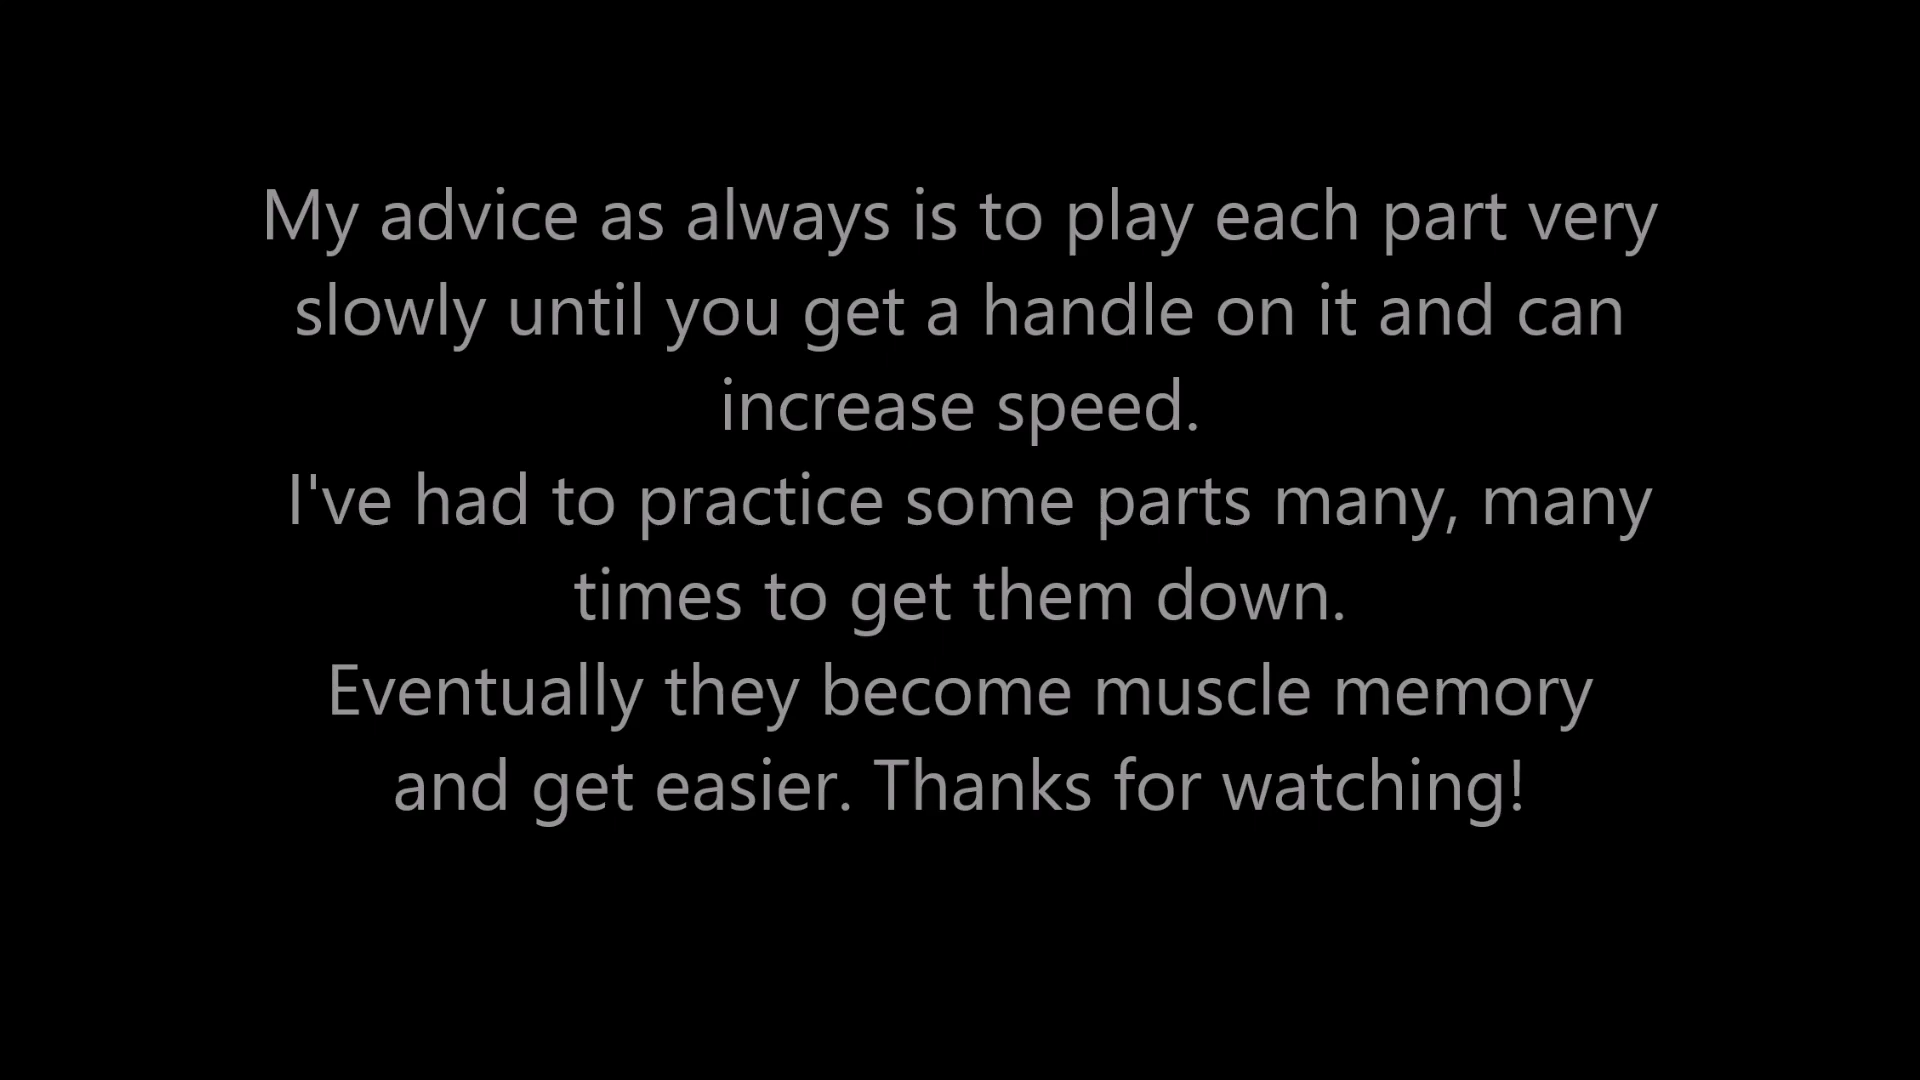 My advice as always is to play each part very
slowly until you get a handle on it and can
increase speed.
I've had to practice some parts many, many
times to get them down.
Eventually they become muscle memory
and get easier. Thanks for watching!